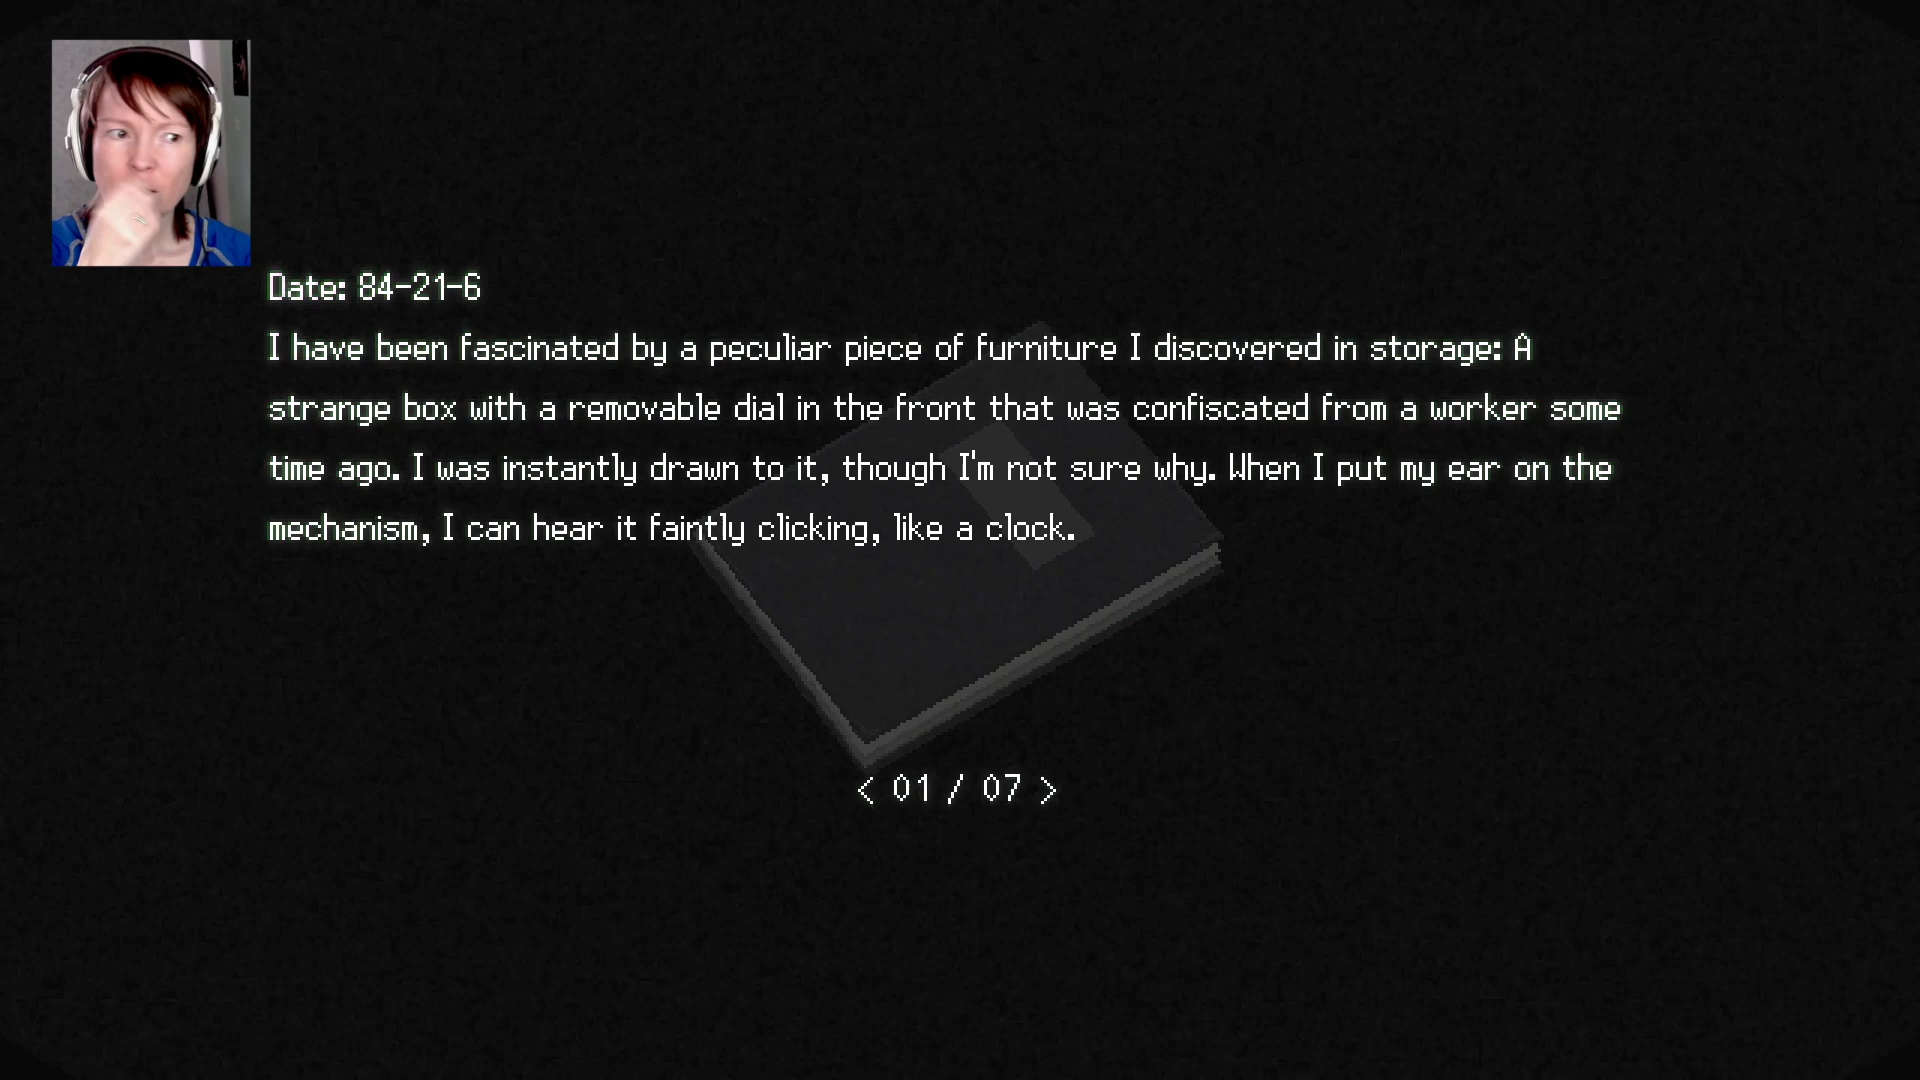 Date: 84-21-6
I have been fascinated by a peculiar piece of furniture I discovered in storage: A
strange box with a removable dial in the front that was confiscated from a worker some
time ago. I was instantly drawn to it, though I'm not sure why. When I put my ear on the
mechanism, I can hear it faintly clicking, like a clock.
< 01 / 07 >